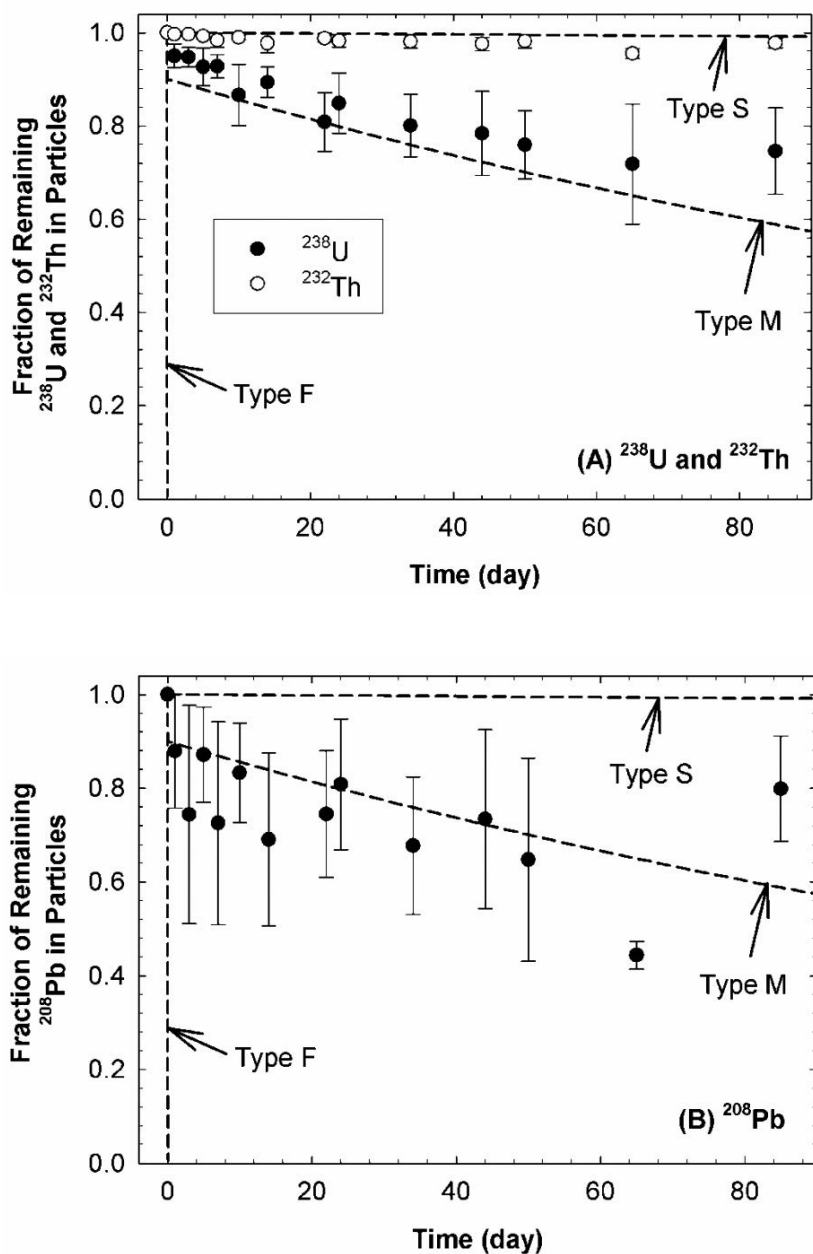 Fraction of Remaining
²³⁸U and ²³²Th in Particles
1.0
0.8
0.6
0.4
0.2
0.0
Type S
²³⁸U
²³²Th
Type M
Type F
(A) ²³⁸U and ²³²Th
0
20
40
60
80
Time (day)
Fraction of Remaining
²⁰⁸Pb in Particles
1.0
0.8
0.6
0.4
0.2
0.0
Type S
Type M
Type F
(B) ²⁰⁸Pb
0
20
40
60
80
Time (day)